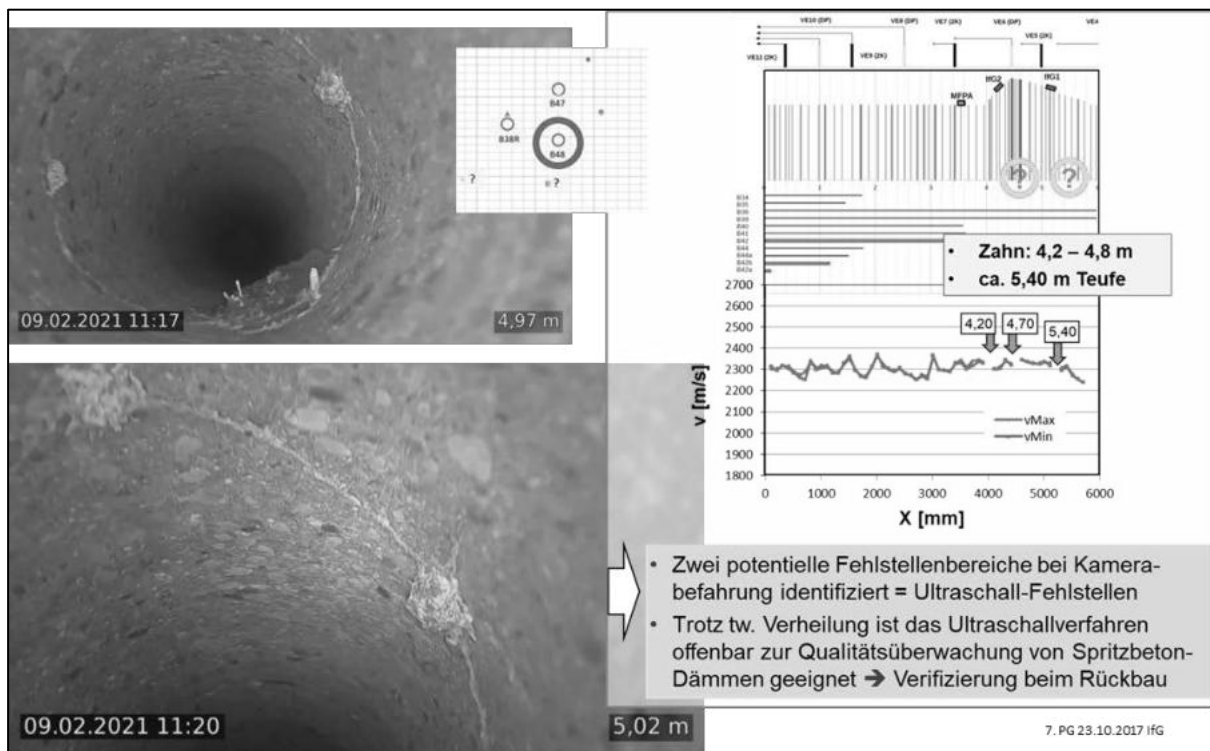 09.02.2021 11:17
4,97 m
B47
B38R
B48
?
?
VE10 (DP)
VE8 (DP)
VE7 (2K)
VE6 (DP)
VE11 (2K)
VE9 (2K)
VE5 (2K)
MFPA
IfG2
IfG1
?
?
B34
B35
B38
B39
B40
B41
B42
B44
B44a
B42b
B42a
• Zahn: 4,2 – 4,8 m
• ca. 5,40 m Teufe
2700
2600
2500
2400
2300
2200
2100
2000
1900
1800
v [m/s]
4,20
4,70
5,40
vMax
vMin
0
1000
2000
3000
4000
5000
6000
X [mm]
09.02.2021 11:20
5,02 m
• Zwei potentielle Fehlstellenbereiche bei Kamera-
befahrung identifiziert = Ultraschall-Fehlstellen
• Trotz tw. Verheilung ist das Ultraschallverfahren
offenbar zur Qualitätsüberwachung von Spritzbeton-
Dämmen geeignet ➔ Verifizierung beim Rückbau
7. PG 23.10.2017 IfG